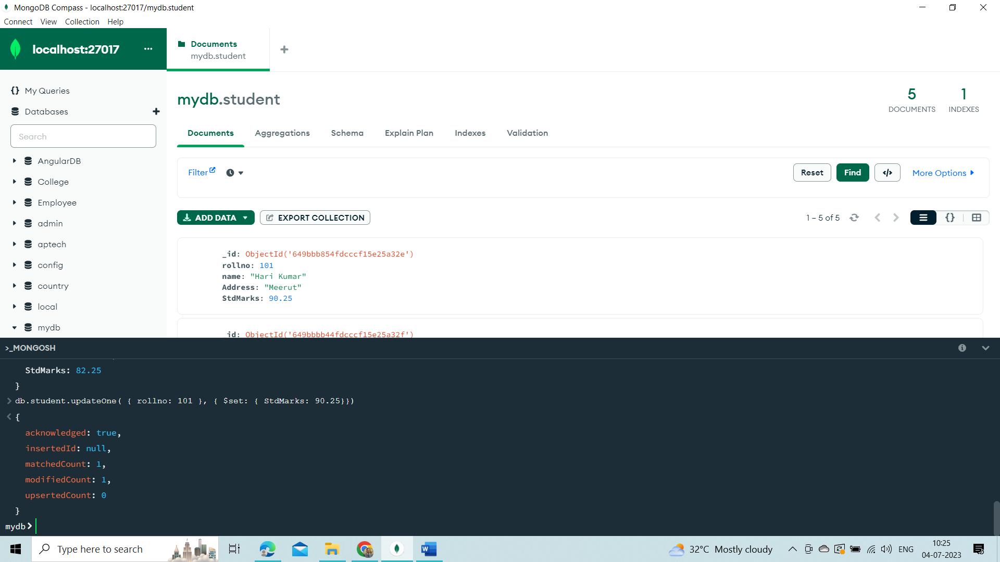 MongoDB Compass - localhost:27017/mydb.student
Connect View Collection Help
localhost:27017 ...
Documents
mydb.student
My Queries
Databases
Search
AngularDB
College
Employee
admin
aptech
config
country
local
mydb
mydb.student
5
DOCUMENTS
1
INDEXES
Documents Aggregations Schema Explain Plan Indexes Validation
Filter
Reset Find </> More Options
ADD DATA EXPORT COLLECTION
1 – 5 of 5
_id: ObjectId('649bbb854fdcccf15e25a32e')
rollno: 101
name: "Hari Kumar"
Address: "Meerut"
StdMarks: 90.25
_id: ObjectId('649bbbb44fdcccf15e25a32f')
>_MONGOSH
StdMarks: 82.25
}
> db.student.updateOne( { rollno: 101 }, { $set: { StdMarks: 90.25}})
< {
acknowledged: true,
insertedId: null,
matchedCount: 1,
modifiedCount: 1,
upsertedCount: 0
}
mydb>
Type here to search
32°C Mostly cloudy
ENG
10:25
04-07-2023